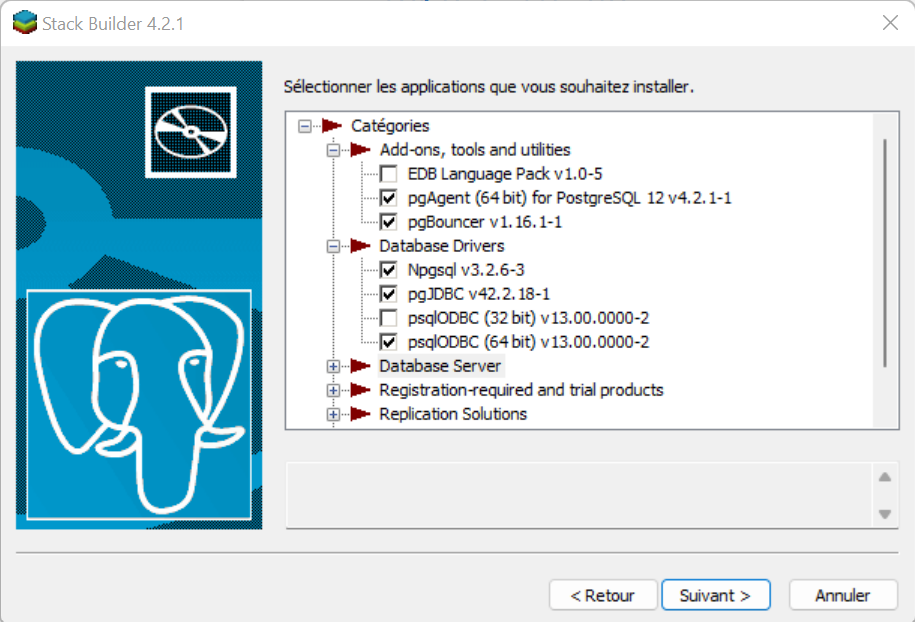 Stack Builder 4.2.1
Sélectionner les applications que vous souhaitez installer.
Catégories
Add-ons, tools and utilities
EDB Language Pack v1.0-5
pgAgent (64 bit) for PostgreSQL 12 v4.2.1-1
pgBouncer v1.16.1-1
Database Drivers
Npgsql v3.2.6-3
pgJDBC v42.2.18-1
psqlODBC (32 bit) v13.00.0000-2
psqlODBC (64 bit) v13.00.0000-2
Database Server
Registration-required and trial products
Replication Solutions
< Retour
Suivant >
Annuler